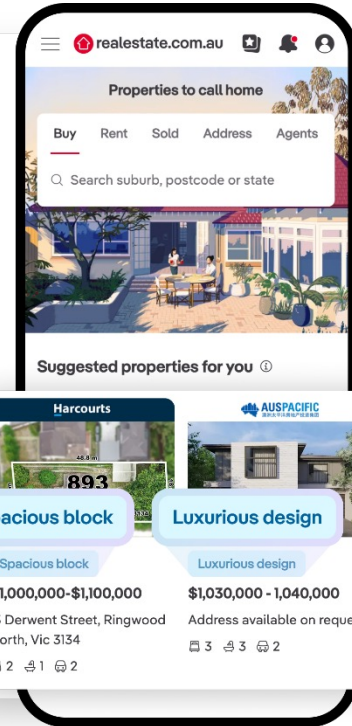 realestate.com.au
Properties to call home
Buy Rent Sold Address Agents
Search suburb, postcode or state
Suggested properties for you
Harcourts
AUSPACIFIC
48.8 m
893
acious block
Luxurious design
Spacious block
Luxurious design
1,000,000-$1,100,000
$1,030,000 - 1,040,000
Derwent Street, Ringwood
orth, Vic 3134
Address available on reque
2 1 2
3 3 2